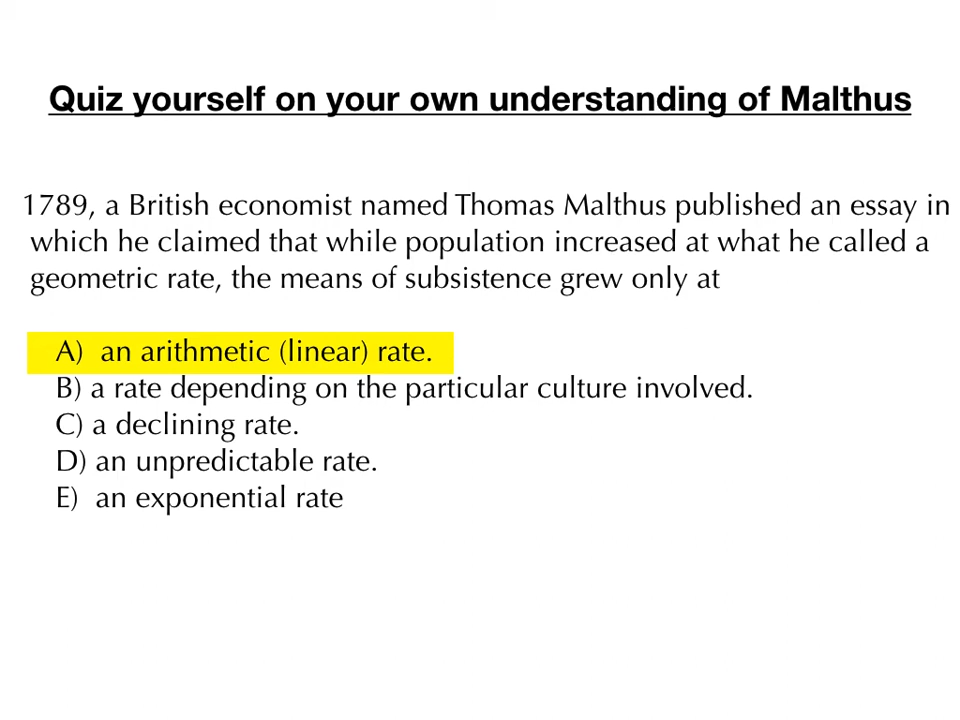 Quiz yourself on your own understanding of Malthus
1789, a British economist named Thomas Malthus published an essay in
which he claimed that while population increased at what he called a
geometric rate, the means of subsistence grew only at
A) an arithmetic (linear) rate.
B) a rate depending on the particular culture involved.
C) a declining rate.
D) an unpredictable rate.
E) an exponential rate